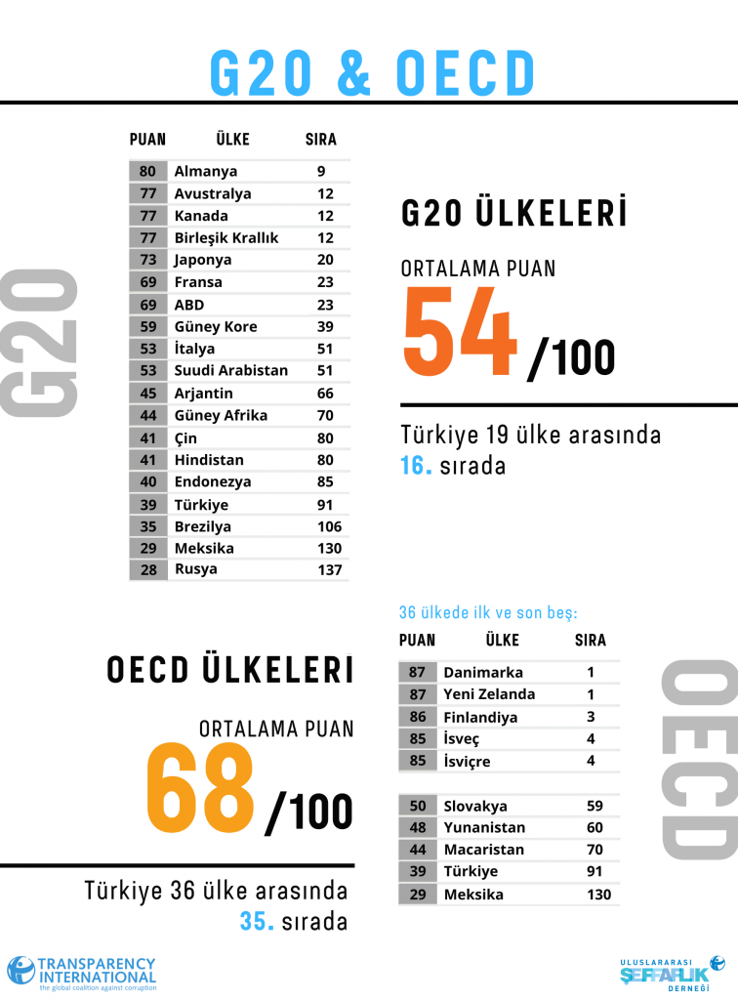 G20 & OECD
PUAN ÜLKE SIRA
80 Almanya 9
77 Avustralya 12
77 Kanada 12
77 Birleşik Krallık 12
73 Japonya 20
69 Fransa 23
69 ABD 23
59 Güney Kore 39
53 İtalya 51
53 Suudi Arabistan 51
45 Arjantin 66
44 Güney Afrika 70
41 Çin 80
41 Hindistan 80
40 Endonezya 85
39 Türkiye 91
35 Brezilya 106
29 Meksika 130
28 Rusya 137
G20
G20 ÜLKELERİ
ORTALAMA PUAN
54 /100
Türkiye 19 ülke arasında
16. sırada
OECD ÜLKELERİ
ORTALAMA PUAN
68 /100
Türkiye 36 ülke arasında
35. sırada
36 ülkede ilk ve son beş:
PUAN ÜLKE SIRA
87 Danimarka 1
87 Yeni Zelanda 1
86 Finlandiya 3
85 İsveç 4
85 İsviçre 4
50 Slovakya 59
48 Yunanistan 60
44 Macaristan 70
39 Türkiye 91
29 Meksika 130
OECD
TRANSPARENCY
INTERNATIONAL
the global coalition against corruption
ULUSLARARASI
ŞEFFAFLIK
DERNEĞİ